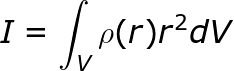 I = ∫_V ρ(r)r²dV